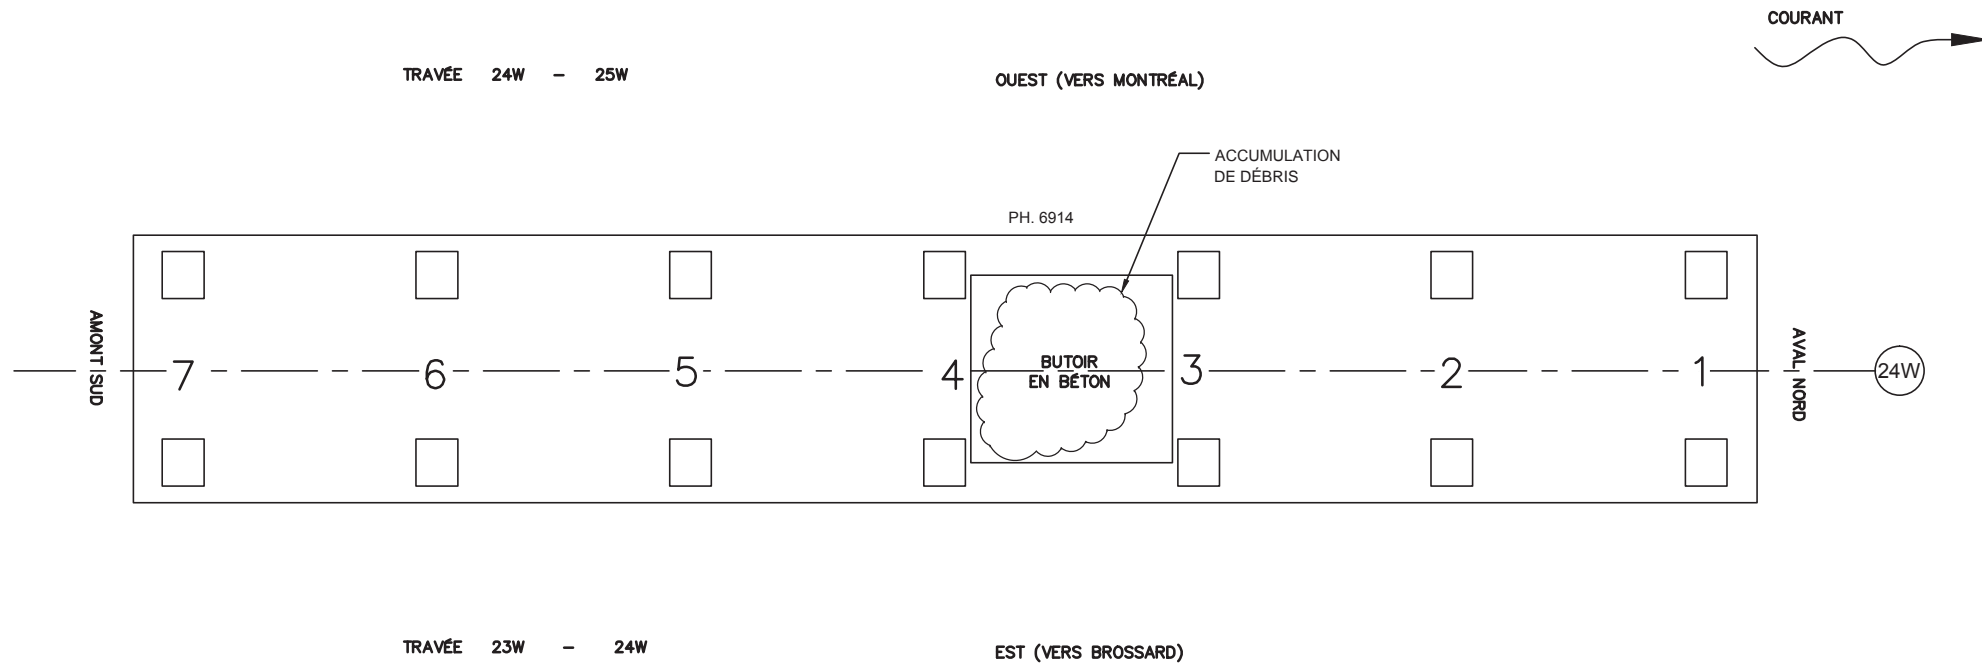 COURANT
TRAVÉE 24W - 25W
OUEST (VERS MONTRÉAL)
ACCUMULATION
DE DÉBRIS
PH. 6914
AMONT SUD
7
6
5
4
BUTOIR
EN BÉTON
3
2
1
AVAL NORD
24W
TRAVÉE 23W - 24W
EST (VERS BROSSARD)